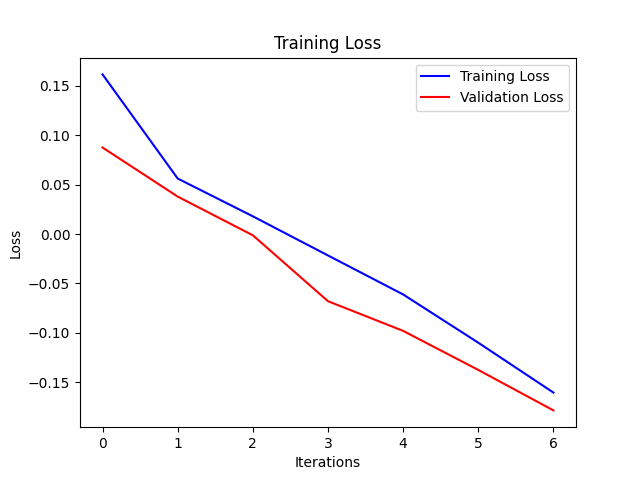 Training Loss
Training Loss
Validation Loss
0.15
0.10
0.05
0.00
−0.05
−0.10
−0.15
Loss
0 1 2 3 4 5 6
Iterations